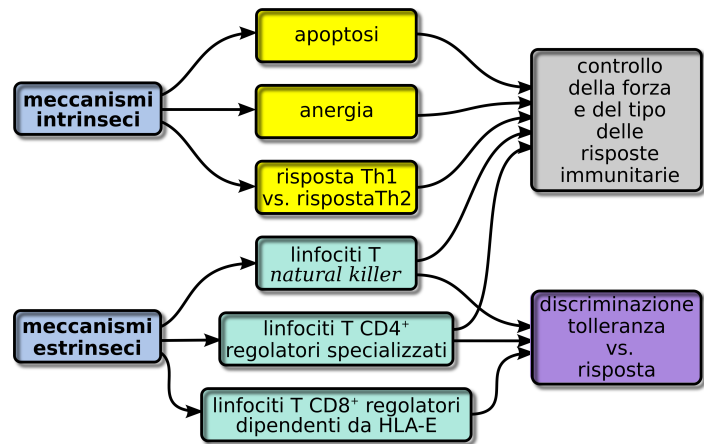 meccanismi
intrinseci
apoptosi
anergia
risposta Th1
vs. rispostaTh2
controllo
della forza
e del tipo
delle
risposte
immunitarie
meccanismi
estrinseci
linfociti T
natural killer
linfociti T CD4⁺
regolatori specializzati
linfociti T CD8⁺ regolatori
dipendenti da HLA-E
discriminazione
tolleranza
vs.
risposta